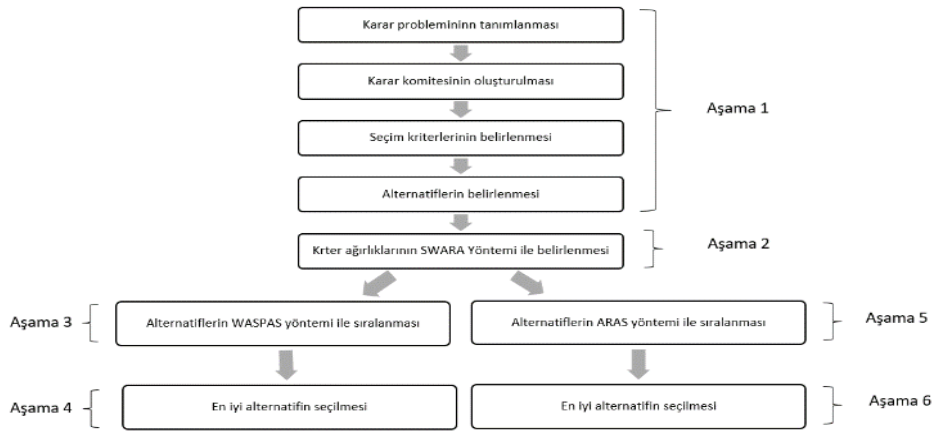 Karar problemininn tanımlanması
Karar komitesinin oluşturulması
Aşama 1
Seçim kriterlerinin belirlenmesi
Alternatiflerin belirlenmesi
Krter ağırlıklarının SWARA Yöntemi ile belirlenmesi
Aşama 2
Aşama 3
Alternatiflerin WASPAS yöntemi ile sıralanması
Alternatiflerin ARAS yöntemi ile sıralanması
Aşama 5
Aşama 4
En iyi alternatifin seçilmesi
En iyi alternatifin seçilmesi
Aşama 6